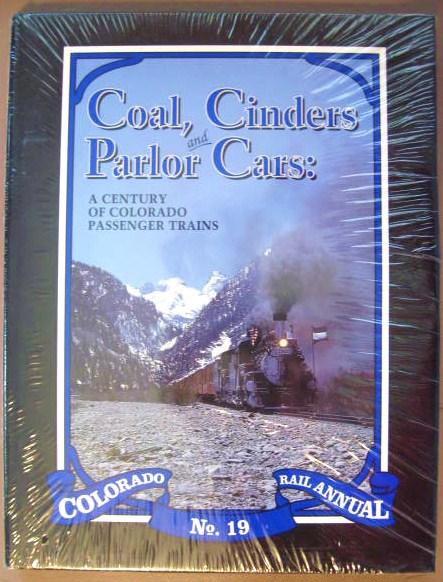 Coal, Cinders
and
Parlor Cars:
A CENTURY
OF COLORADO
PASSENGER TRAINS
COLORADO RAIL ANNUAL
No. 19